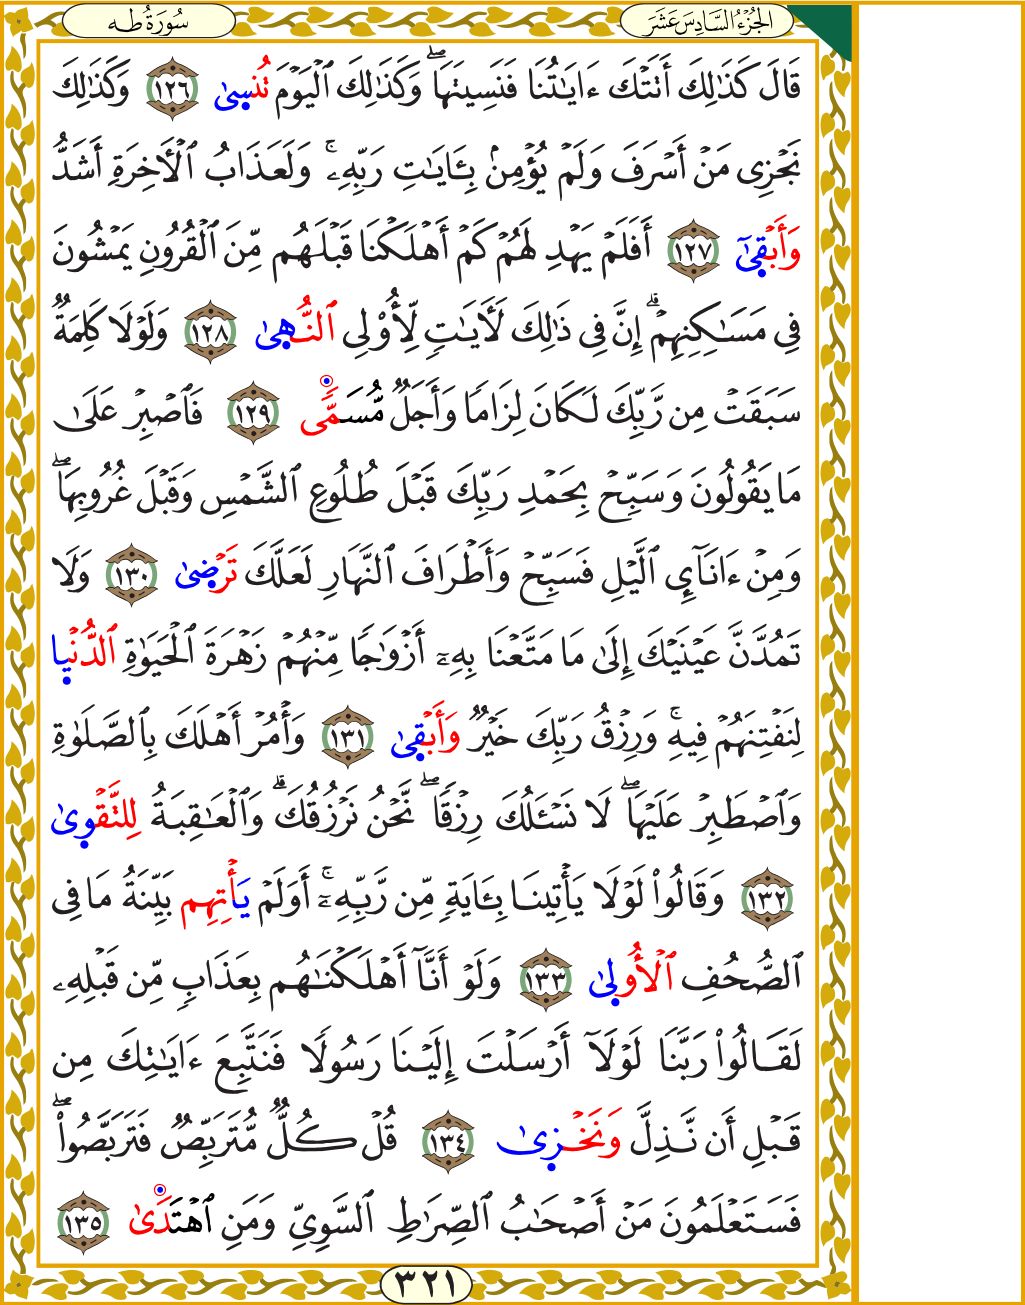 الجُزْءُ السَّادِسَ عَشَرَ
سُورَةُ طه
قَالَ كَذَٰلِكَ أَتَتْكَ ءَايَٰتُنَا فَنَسِيتَهَا ۖ وَكَذَٰلِكَ ٱلْيَوْمَ تُنسِىٰ ١٢٦ وَكَذَٰلِكَ
نَجْزِى مَنْ أَسْرَفَ وَلَمْ يُؤْمِنۢ بِـَٔايَٰتِ رَبِّهِۦ ۚ وَلَعَذَابُ ٱلْأَخِرَةِ أَشَدُّ
وَأَبْقِىٰٓ ١٢٧ أَفَلَمْ يَهْدِ لَهُمْ كَمْ أَهْلَكْنَا قَبْلَهُم مِّنَ ٱلْقُرُونِ يَمْشُونَ
فِى مَسَٰكِنِهِمْ ۗ إِنَّ فِى ذَٰلِكَ لَأَيَٰتٍ لِّأُو۟لِى ٱلنُّهِىٰ ١٢٨ وَلَوْلَا كَلِمَةٌ
سَبَقَتْ مِن رَّبِّكَ لَكَانَ لِزَامًا وَأَجَلٌ مُّسَمًّى ١٢٩ فَٱصْبِرْ عَلَىٰ
مَا يَقُولُونَ وَسَبِّحْ بِحَمْدِ رَبِّكَ قَبْلَ طُلُوعِ ٱلشَّمْسِ وَقَبْلَ غُرُوبِهَا ۖ
وَمِنْ ءَانَآئِ ٱلَّيْلِ فَسَبِّحْ وَأَطْرَافَ ٱلنَّهَارِ لَعَلَّكَ تَرْضِىٰ ١٣٠ وَلَا
تَمُدَّنَّ عَيْنَيْكَ إِلَىٰ مَا مَتَّعْنَا بِهِۦٓ أَزْوَٰجًا مِّنْهُمْ زَهْرَةَ ٱلْحَيَوٰةِ ٱلدُّنْيِا
لِنَفْتِنَهُمْ فِيهِ ۚ وَرِزْقُ رَبِّكَ خَيْرٌ وَأَبْقِىٰ ١٣١ وَأْمُرْ أَهْلَكَ بِٱلصَّلَوٰةِ
وَٱصْطَبِرْ عَلَيْهَا ۖ لَا نَسْـَٔلُكَ رِزْقًا ۖ نَّحْنُ نَرْزُقُكَ ۗ وَٱلْعَٰقِبَةُ لِلتَّقْوِىٰ
١٣٢ وَقَالُوا۟ لَوْلَا يَأْتِينَا بِـَٔايَةٍ مِّن رَّبِّهِۦٓ ۚ أَوَلَمْ يَأْتِهِم بَيِّنَةُ مَا فِى
ٱلصُّحُفِ ٱلْأُولِىٰ ١٣٣ وَلَوْ أَنَّآ أَهْلَكْنَٰهُم بِعَذَابٍ مِّن قَبْلِهِۦ
لَقَالُوا۟ رَبَّنَا لَوْلَآ أَرْسَلْتَ إِلَيْنَا رَسُولًا فَنَتَّبِعَ ءَايَٰتِكَ مِن
قَبْلِ أَن نَّذِلَّ وَنَخْزِىٰ ١٣٤ قُلْ كُلٌّ مُّتَرَبِّصٌ فَتَرَبَّصُوا۟ ۖ
فَسَتَعْلَمُونَ مَنْ أَصْحَٰبُ ٱلصِّرَٰطِ ٱلسَّوِىِّ وَمَنِ ٱهْتَدَىٰ ١٣٥
٣٢١